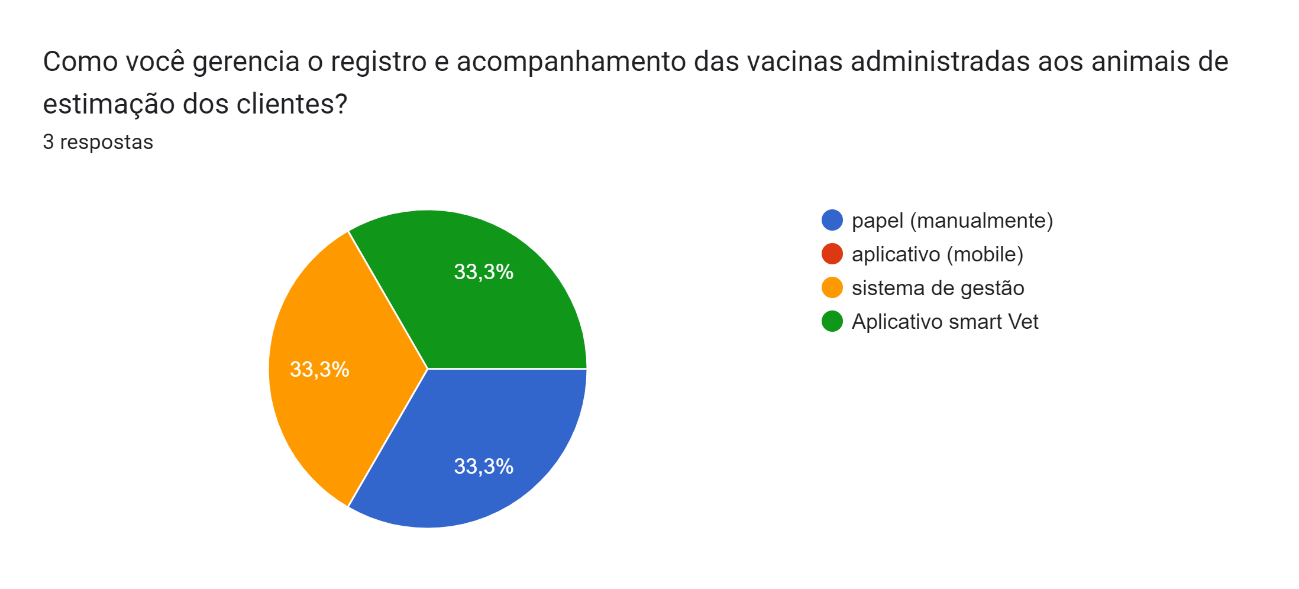 Como você gerencia o registro e acompanhamento das vacinas administradas aos animais de
estimação dos clientes?
3 respostas
papel (manualmente)
aplicativo (mobile)
sistema de gestão
Aplicativo smart Vet
33,3%
33,3%
33,3%